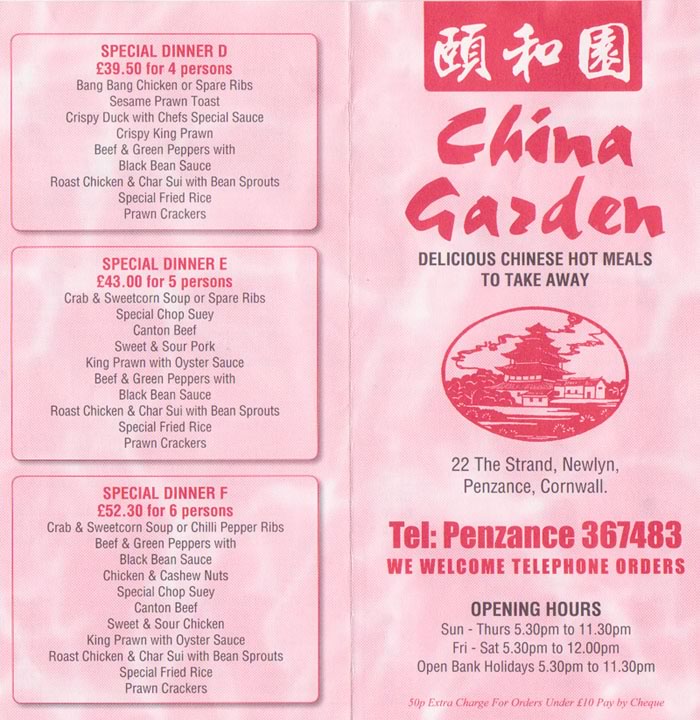 SPECIAL DINNER D
£39.50 for 4 persons
Bang Bang Chicken or Spare Ribs
Sesame Prawn Toast
Crispy Duck with Chefs Special Sauce
Crispy King Prawn
Beef & Green Peppers with
Black Bean Sauce
Roast Chicken & Char Sui with Bean Sprouts
Special Fried Rice
Prawn Crackers
SPECIAL DINNER E
£43.00 for 5 persons
Crab & Sweetcorn Soup or Spare Ribs
Special Chop Suey
Canton Beef
Sweet & Sour Pork
King Prawn with Oyster Sauce
Beef & Green Peppers with
Black Bean Sauce
Roast Chicken & Char Sui with Bean Sprouts
Special Fried Rice
Prawn Crackers
SPECIAL DINNER F
£52.30 for 6 persons
Crab & Sweetcorn Soup or Chilli Pepper Ribs
Beef & Green Peppers with
Black Bean Sauce
Chicken & Cashew Nuts
Special Chop Suey
Canton Beef
Sweet & Sour Chicken
King Prawn with Oyster Sauce
Roast Chicken & Char Sui with Bean Sprouts
Special Fried Rice
Prawn Crackers
頤和園
China
Garden
DELICIOUS CHINESE HOT MEALS
TO TAKE AWAY
22 The Strand, Newlyn,
Penzance, Cornwall.
Tel: Penzance 367483
WE WELCOME TELEPHONE ORDERS
OPENING HOURS
Sun - Thurs 5.30pm to 11.30pm
Fri - Sat 5.30pm to 12.00pm
Open Bank Holidays 5.30pm to 11.30pm
50p Extra Charge For Orders Under £10 Pay by Cheque